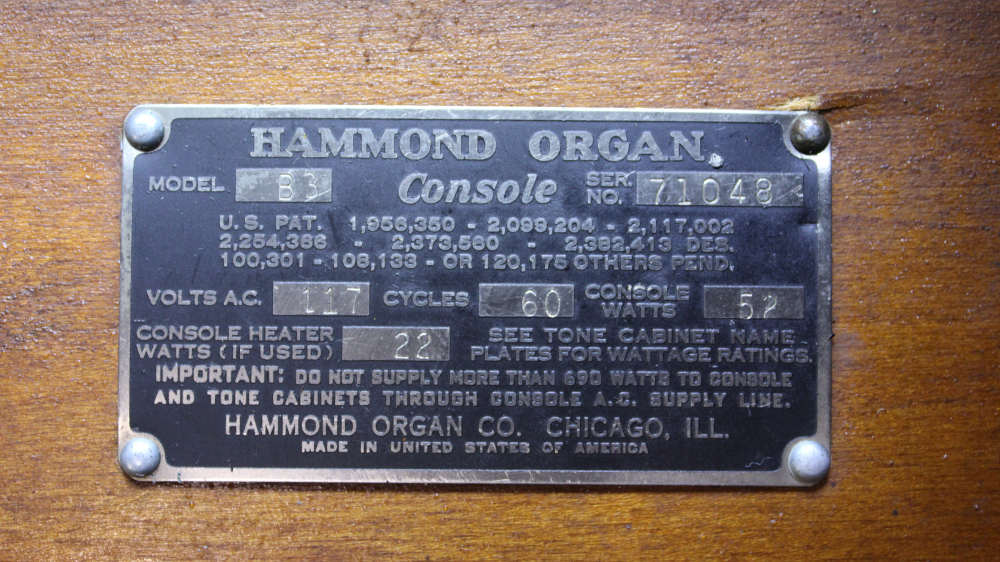 HAMMOND ORGAN
MODEL B3 Console SER. NO. 71048
U.S. PAT. 1,956,350 - 2,099,204 - 2,117,002
2,254,386 - 2,373,560 - 2,382,413 DES.
100,301 - 108,133 - OR 120,175 OTHERS PEND.
VOLTS A.C. 117 CYCLES 60 CONSOLE WATTS 52
CONSOLE HEATER WATTS (IF USED) 22 SEE TONE CABINET NAME PLATES FOR WATTAGE RATINGS.
IMPORTANT: DO NOT SUPPLY MORE THAN 690 WATTS TO CONSOLE
AND TONE CABINETS THROUGH CONSOLE A.C. SUPPLY LINE.
HAMMOND ORGAN CO. CHICAGO, ILL.
MADE IN UNITED STATES OF AMERICA